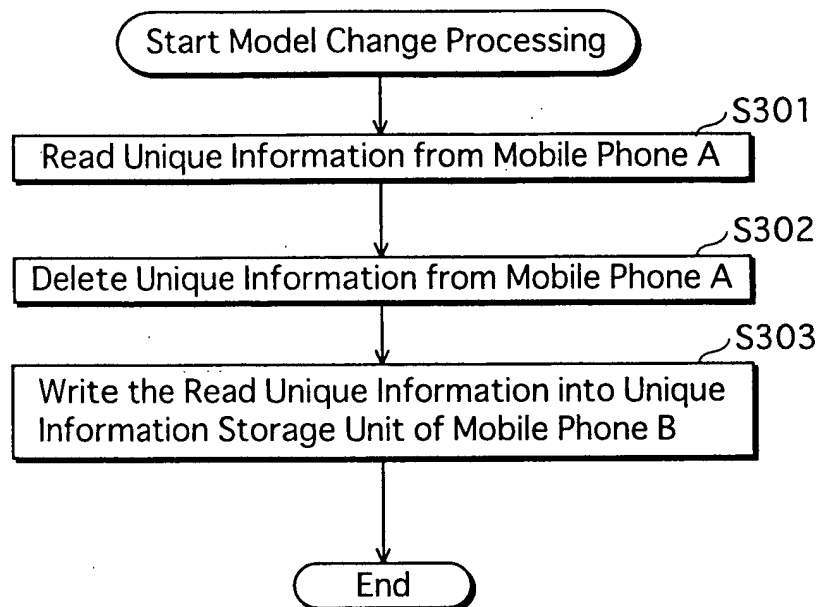 Start Model Change Processing
S301
Read Unique Information from Mobile Phone A
S302
Delete Unique Information from Mobile Phone A
S303
Write the Read Unique Information into Unique
Information Storage Unit of Mobile Phone B
End